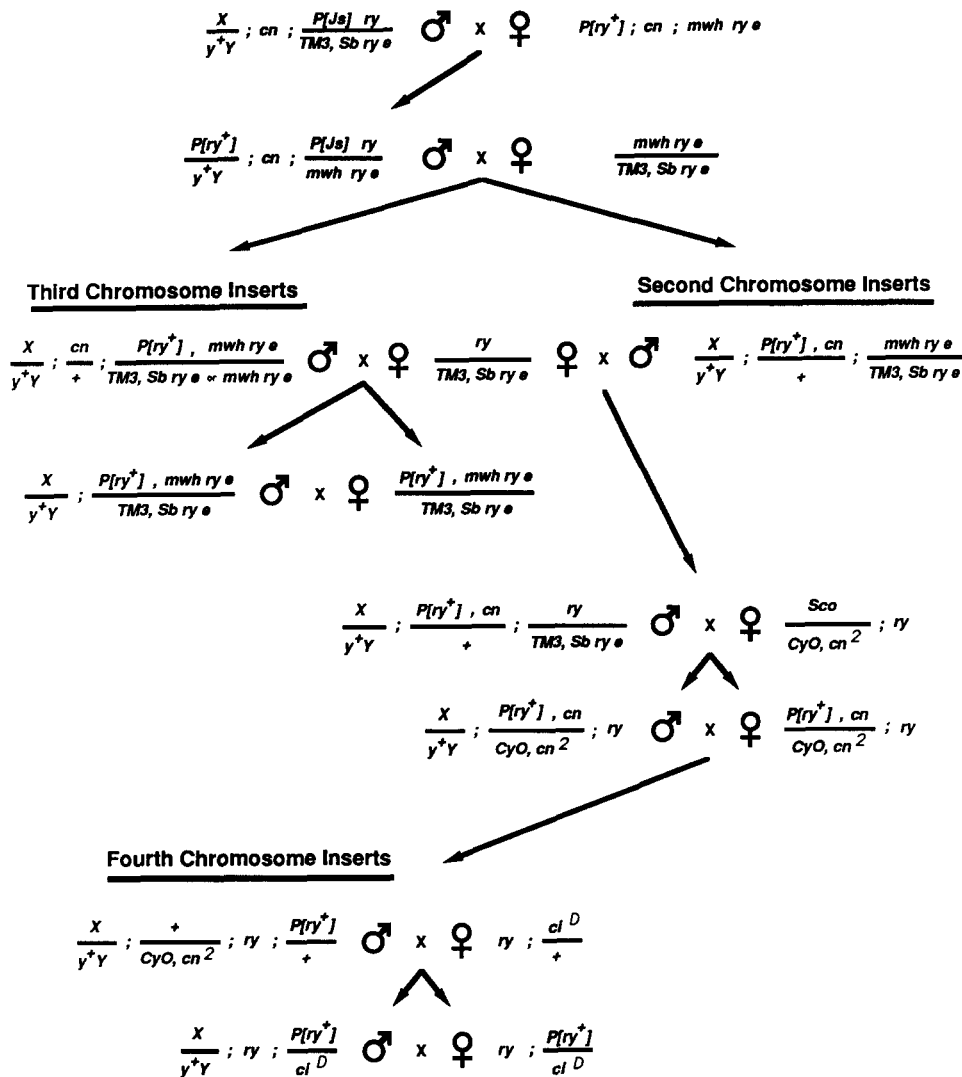 X/y⁺Y ; cn ; P[Js] ry/TM3, Sb ry e ♂ x ♀ P[ry⁺] ; cn ; mwh ry e
P[ry⁺]/y⁺Y ; cn ; P[Js] ry/mwh ry e ♂ x ♀ mwh ry e/TM3, Sb ry e
Third Chromosome Inserts
Second Chromosome Inserts
X/y⁺Y ; cn/+ ; P[ry⁺] , mwh ry e/TM3, Sb ry e or mwh ry e ♂ x ♀ ry/TM3, Sb ry e ♀ x ♂ X/y⁺Y ; P[ry⁺] , cn/+ ; mwh ry e/TM3, Sb ry e
X/y⁺Y ; P[ry⁺] , mwh ry e/TM3, Sb ry e ♂ x ♀ P[ry⁺] , mwh ry e/TM3, Sb ry e
X/y⁺Y ; P[ry⁺] , cn/+ ; ry/TM3, Sb ry e ♂ x ♀ Sco/CyO, cn² ; ry
X/y⁺Y ; P[ry⁺] , cn/CyO, cn² ; ry ♂ x ♀ P[ry⁺] , cn/CyO, cn² ; ry
Fourth Chromosome Inserts
X/y⁺Y ; +/CyO, cn² ; ry ; P[ry⁺]/+ ♂ x ♀ ry ; ci ᴰ/+
X/y⁺Y ; ry ; P[ry⁺]/ci ᴰ ♂ x ♀ ry ; P[ry⁺]/ci ᴰ